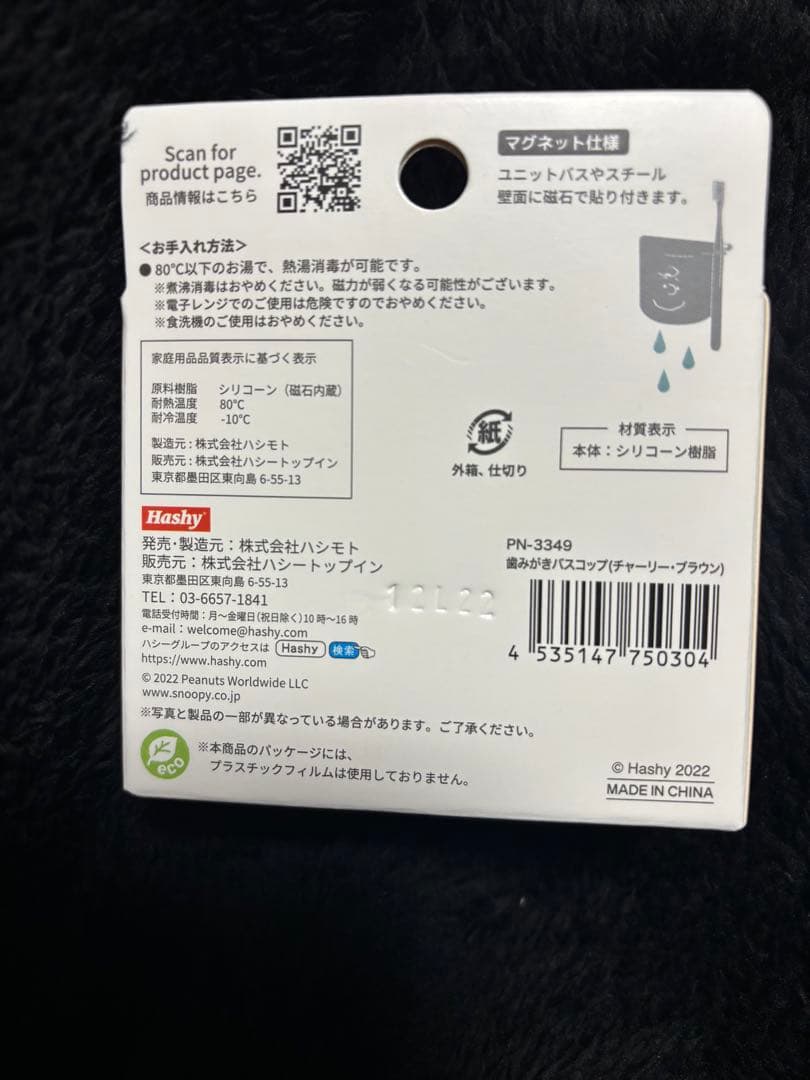 Scan for
product page.
商品情報はこちら
マグネット仕様
ユニットバスやスチール
壁面に磁石で貼り付きます。
<お手入れ方法>
●80℃以下のお湯で、熱湯消毒が可能です。
※煮沸消毒はおやめください。磁力が弱くなる可能性がございます。
※電子レンジでのご使用は危険ですのでおやめください。
※食洗機のご使用はおやめください。
家庭用品品質表示に基づく表示
原料樹脂 シリコーン（磁石内蔵）
耐熱温度 80℃
耐冷温度 -10℃
製造元：株式会社ハシモト
販売元：株式会社ハシートップイン
東京都墨田区東向島 6-55-13
紙
外箱、仕切り
材質表示
本体：シリコーン樹脂
Hashy
発売・製造元：株式会社ハシモト
販売元：株式会社ハシートップイン
東京都墨田区東向島 6-55-13
TEL：03-6657-1841
電話受付時間：月～金曜日(祝日除く)10時～16時
e-mail：welcome@hashy.com
ハシーグループのアクセスは Hashy 検索
https://www.hashy.com
© 2022 Peanuts Worldwide LLC
www.snoopy.co.jp
12L22
PN-3349
歯みがきバスコップ(チャーリー・ブラウン)
4 535147 750304
※写真と製品の一部が異なっている場合があります。ご了承ください。
eco
※本商品のパッケージには、
プラスチックフィルムは使用しておりません。
© Hashy 2022
MADE IN CHINA